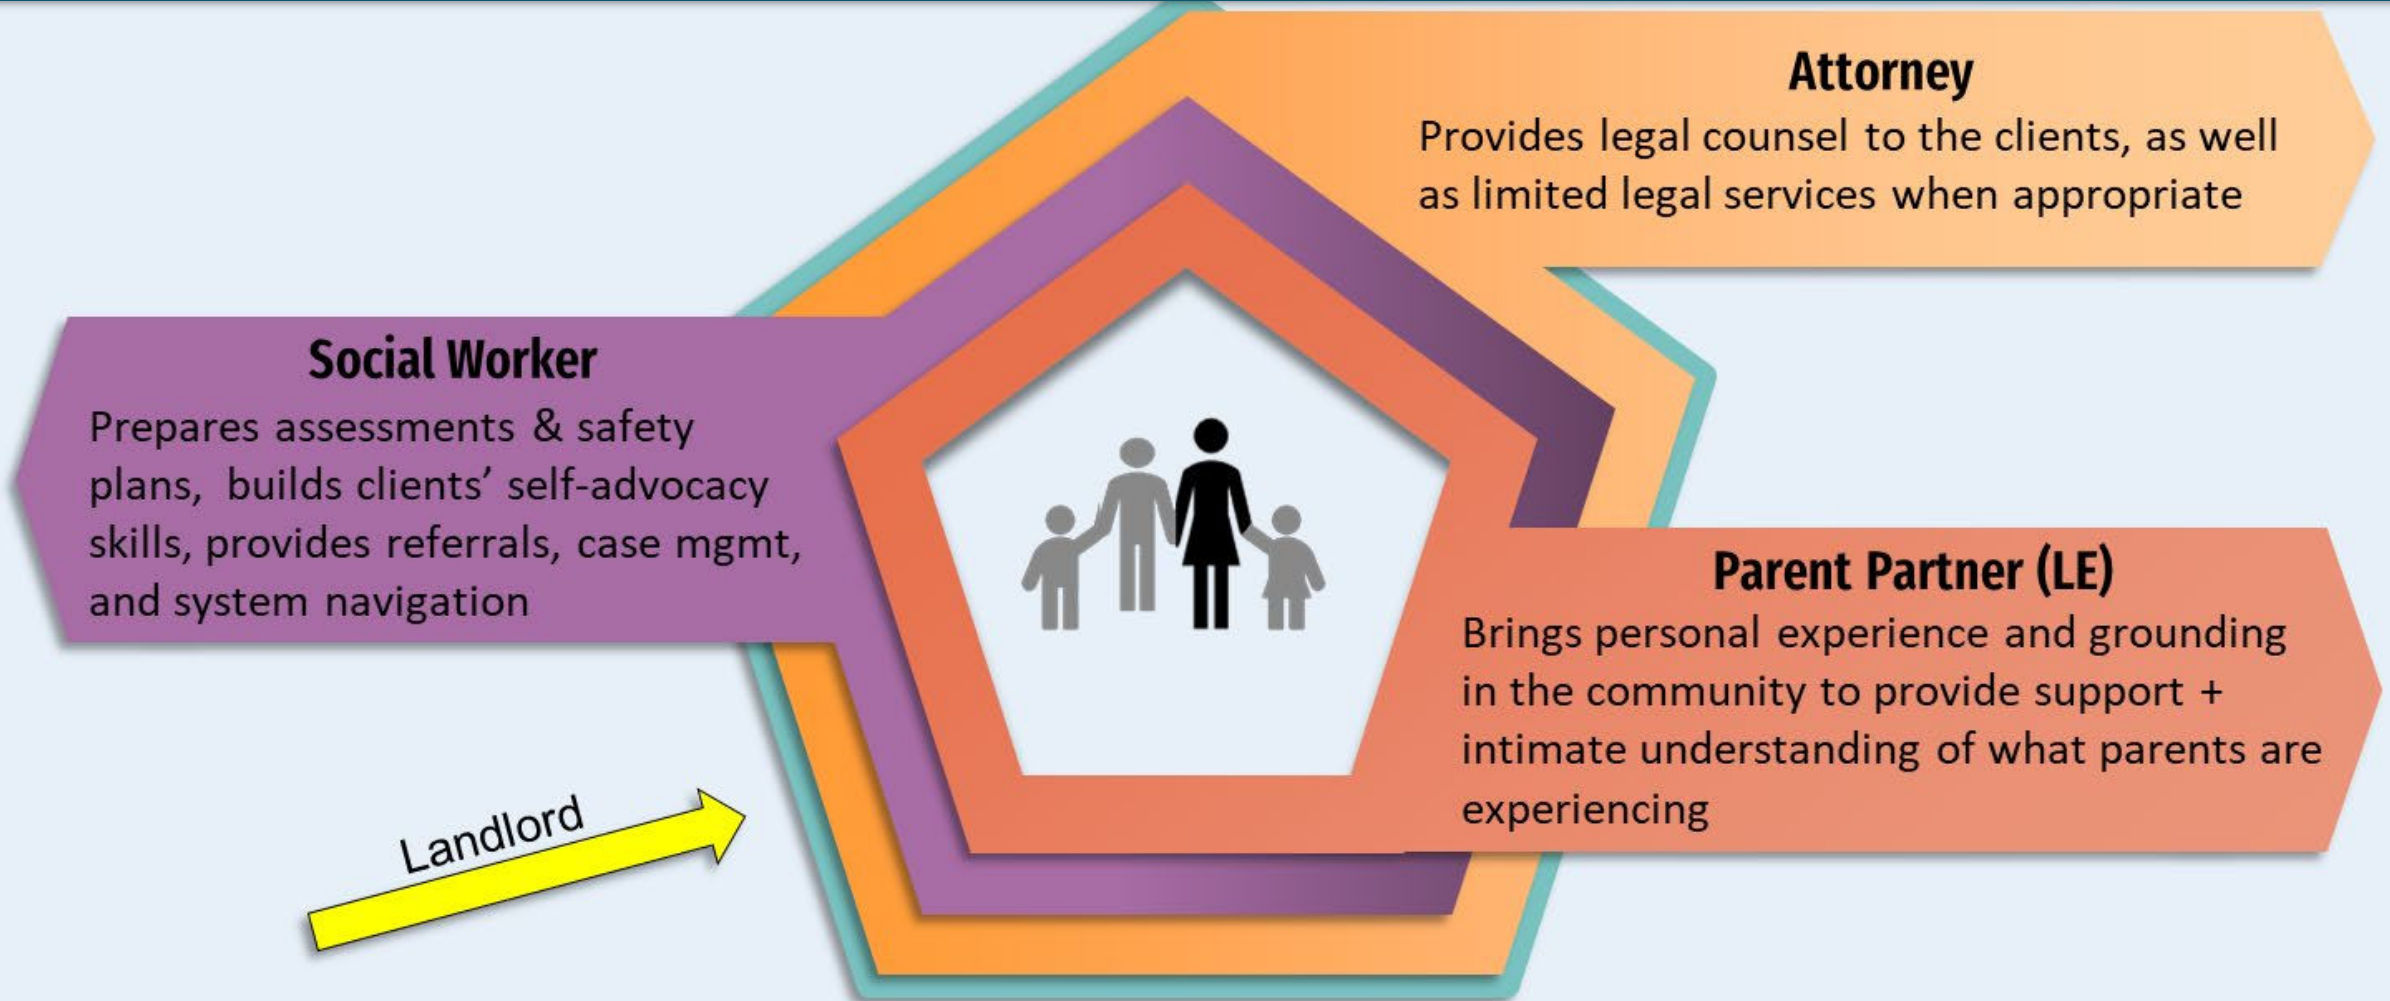 Attorney
Provides legal counsel to the clients, as well
as limited legal services when appropriate
Social Worker
Prepares assessments & safety
plans, builds clients’ self-advocacy
skills, provides referrals, case mgmt,
and system navigation
Parent Partner (LE)
Brings personal experience and grounding
in the community to provide support +
intimate understanding of what parents are
experiencing
Landlord